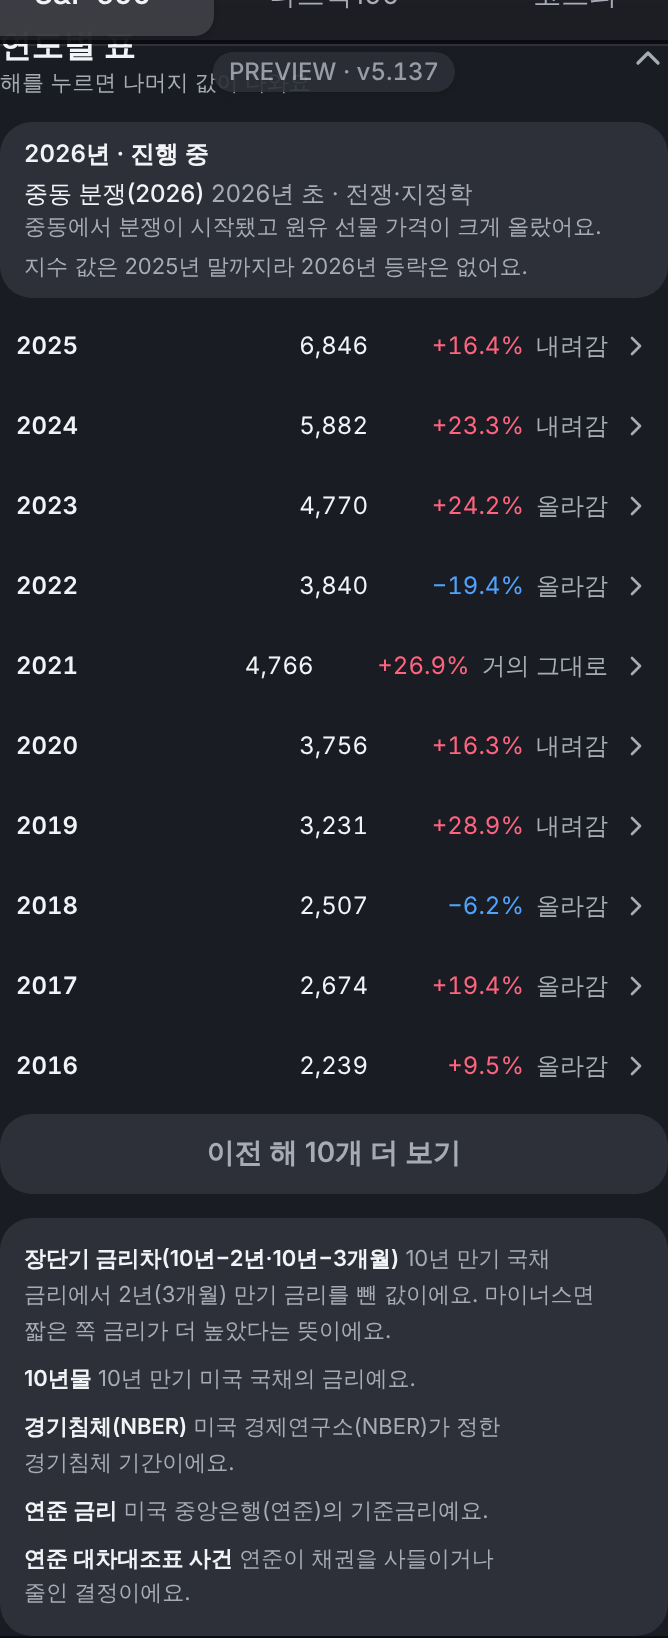 연도별 표
해를 누르면 나머지 값이 나와요
PREVIEW · v5.137
2026년 · 진행 중
중동 분쟁(2026) 2026년 초 · 전쟁·지정학
중동에서 분쟁이 시작됐고 원유 선물 가격이 크게 올랐어요.
지수 값은 2025년 말까지라 2026년 등락은 없어요.
2025 6,846 +16.4% 내려감
2024 5,882 +23.3% 내려감
2023 4,770 +24.2% 올라감
2022 3,840 −19.4% 올라감
2021 4,766 +26.9% 거의 그대로
2020 3,756 +16.3% 내려감
2019 3,231 +28.9% 내려감
2018 2,507 −6.2% 올라감
2017 2,674 +19.4% 올라감
2016 2,239 +9.5% 올라감
이전 해 10개 더 보기
장단기 금리차(10년−2년·10년−3개월) 10년 만기 국채
금리에서 2년(3개월) 만기 금리를 뺀 값이에요. 마이너스면
짧은 쪽 금리가 더 높았다는 뜻이에요.
10년물 10년 만기 미국 국채의 금리예요.
경기침체(NBER) 미국 경제연구소(NBER)가 정한
경기침체 기간이에요.
연준 금리 미국 중앙은행(연준)의 기준금리예요.
연준 대차대조표 사건 연준이 채권을 사들이거나
줄인 결정이에요.